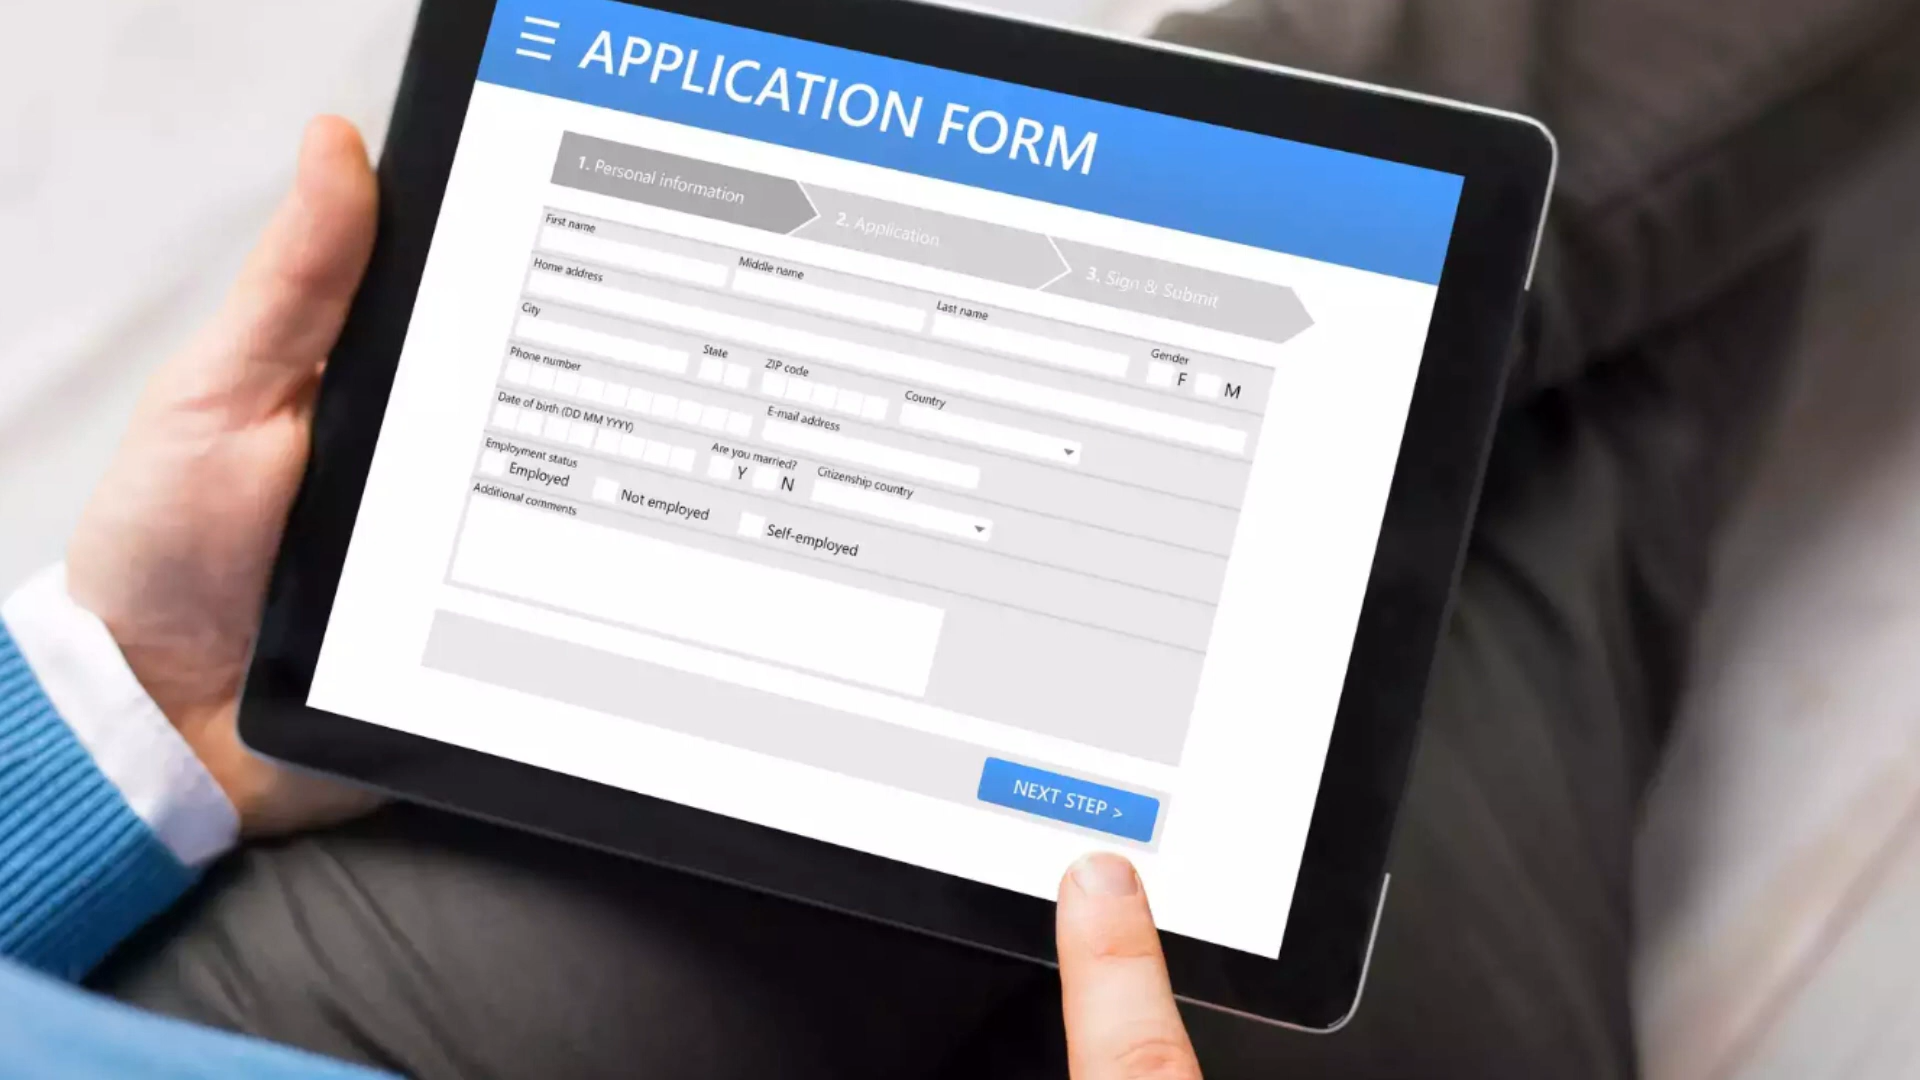 APPLICATION FORM
1. Personal information
2. Application
3. Sign & Submit
First name
Middle name
Last name
Gender
F
M
Home address
City
State
ZIP code
Country
Phone number
E-mail address
Date of birth (DD MM YYYY)
Are you married?
Y
N
Citizenship country
Employment status
Employed
Not employed
Self-employed
Additional comments
NEXT STEP >